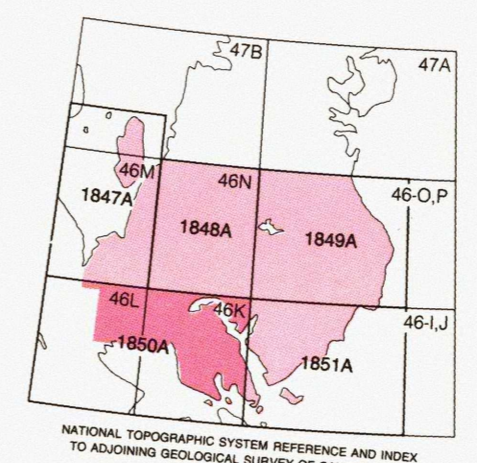 47B
47A
46M
46N
46-O,P
1847A
1848A
1849A
46L
46K
46-I,J
1850A
1851A
NATIONAL TOPOGRAPHIC SYSTEM REFERENCE AND INDEX
TO ADJOINING GEOLOGICAL SURVEY OF